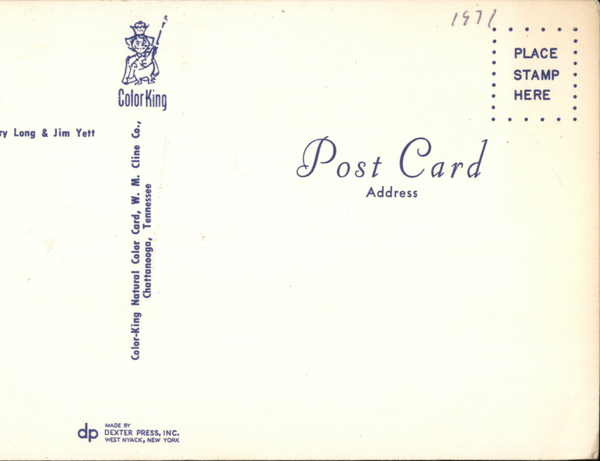 1971
PLACE
STAMP
HERE
ColorKing
ry Long & Jim Yett
Color-King Natural Color Card, W. M. Cline Co.,
Chattanooga, Tennessee
Post Card
Address
dp
MADE BY
DEXTER PRESS, INC.
WEST NYACK, NEW YORK